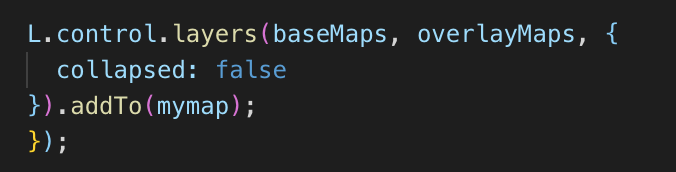 L.control.layers(baseMaps, overlayMaps, {
  collapsed: false
}).addTo(mymap);
});